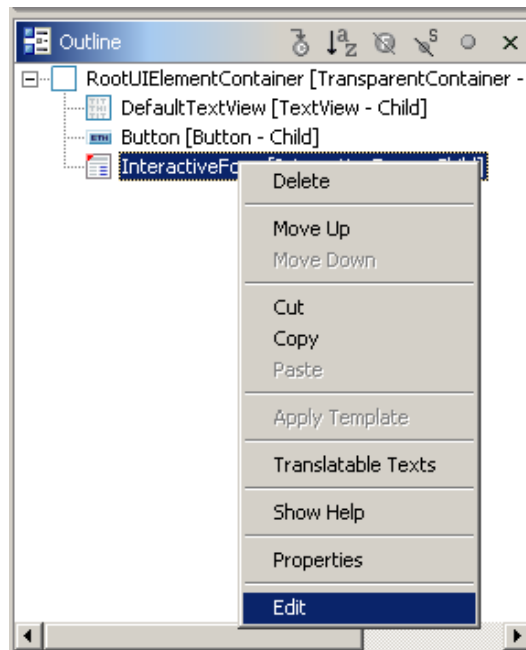 Outline
RootUIElementContainer [TransparentContainer -
DefaultTextView [TextView - Child]
Button [Button - Child]
Delete
Move Up
Move Down
Cut
Copy
Paste
Apply Template
Translatable Texts
Show Help
Properties
Edit